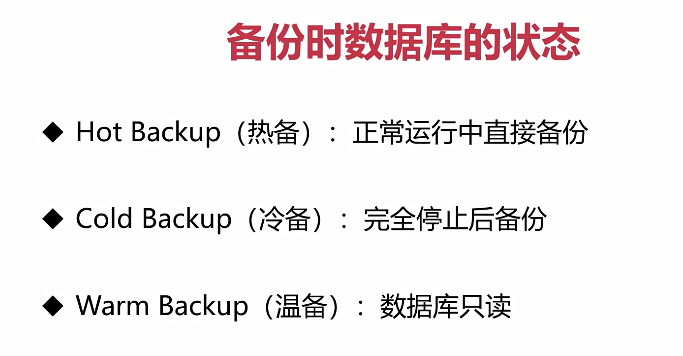 备份时数据库的状态
◆ Hot Backup（热备）：正常运行中直接备份
◆ Cold Backup（冷备）：完全停止后备份
◆ Warm Backup（温备）：数据库只读